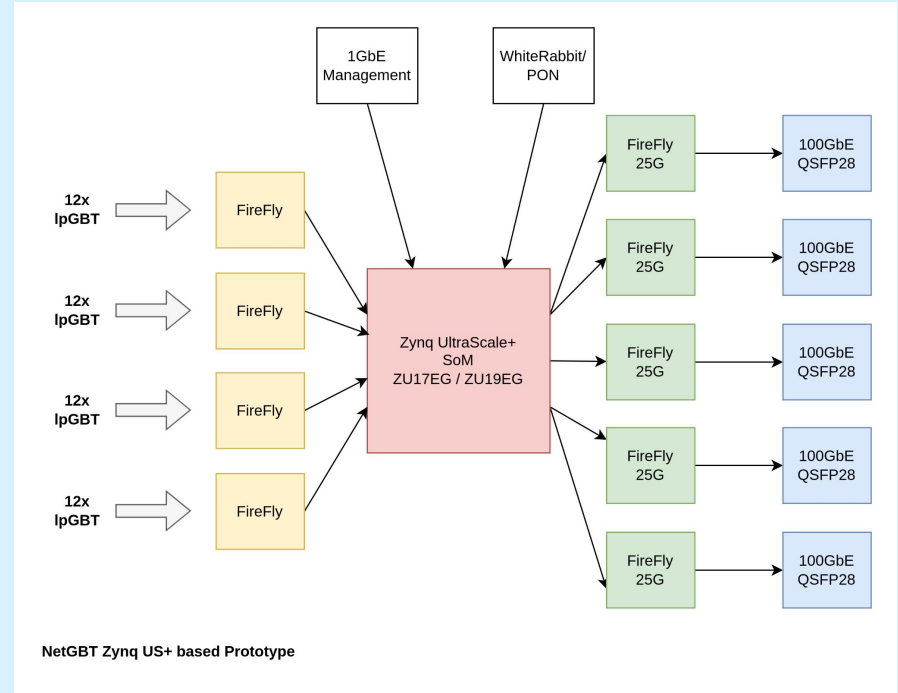 1GbE
Management
WhiteRabbit/
PON
12x
lpGBT
FireFly
12x
lpGBT
FireFly
12x
lpGBT
FireFly
12x
lpGBT
FireFly
Zynq UltraScale+
SoM
ZU17EG / ZU19EG
FireFly
25G
100GbE
QSFP28
FireFly
25G
100GbE
QSFP28
FireFly
25G
100GbE
QSFP28
FireFly
25G
100GbE
QSFP28
FireFly
25G
100GbE
QSFP28
NetGBT Zynq US+ based Prototype